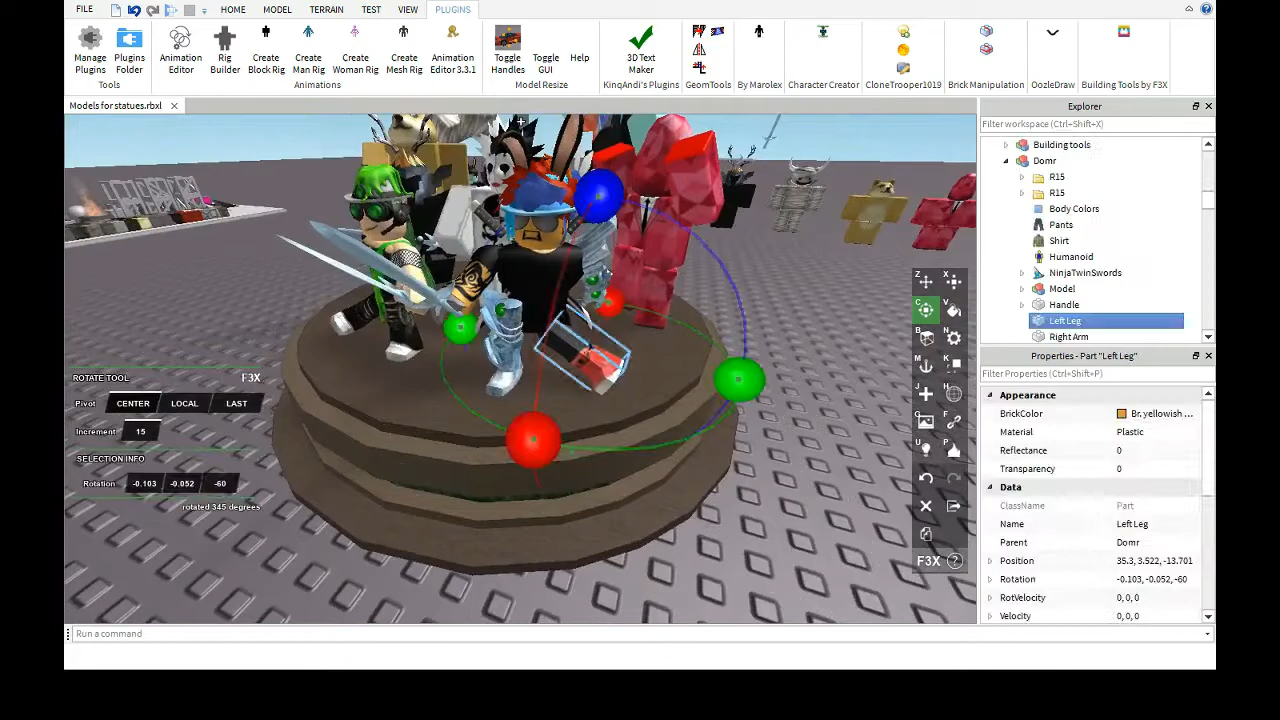 FILE HOME MODEL TERRAIN TEST VIEW PLUGINS
Manage Plugins
Plugins Folder
Tools
Animation Editor
Rig Builder
Create Block Rig
Create Man Rig
Create Woman Rig
Create Mesh Rig
Animation Editor 3.3.1
Animations
Toggle Handles
Toggle GUI
Help
Model Resize
3D Text Maker
KinqAndi's Plugins
GeomTools
By Marolex
Character Creator
CloneTrooper1019
Brick Manipulation
OozleDraw
Building Tools by F3X
Models for statues.rbxl
Explorer
Filter workspace (Ctrl+Shift+X)
Building tools
Domr
R15
R15
Body Colors
Pants
Shirt
Humanoid
NinjaTwinSwords
Model
Handle
Left Leg
Right Arm
Properties - Part "Left Leg"
Filter Properties (Ctrl+Shift+P)
Appearance
BrickColor Br. yellowish ...
Material Plastic
Reflectance 0
Transparency 0
Data
ClassName Part
Name Left Leg
Parent Domr
Position 35.3, 3.522, -13.701
Rotation -0.103, -0.052, -60
RotVelocity 0, 0, 0
Velocity 0, 0, 0
ROTATE TOOL F3X
Pivot CENTER LOCAL LAST
Increment 15
SELECTION INFO
Rotation -0.103 -0.052 -60
rotated 345 degrees
Z
C V
B N
M K
J H
U P
F3X ?
Run a command